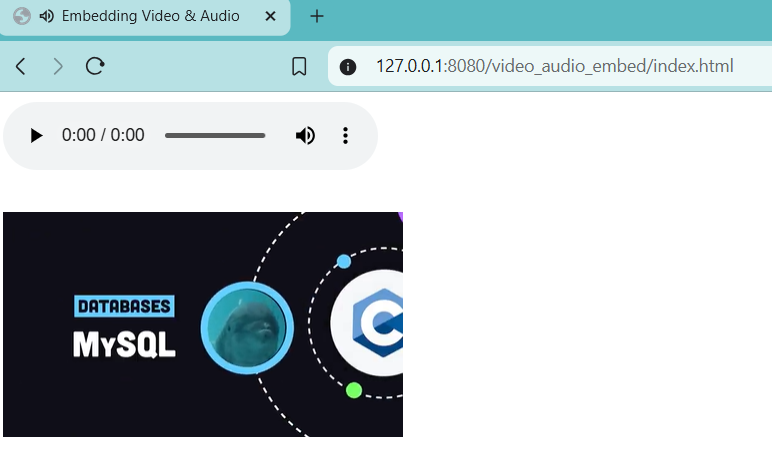 Embedding Video & Audio
127.0.0.1:8080/video_audio_embed/index.html
0:00 / 0:00
DATABASES
MySQL
C